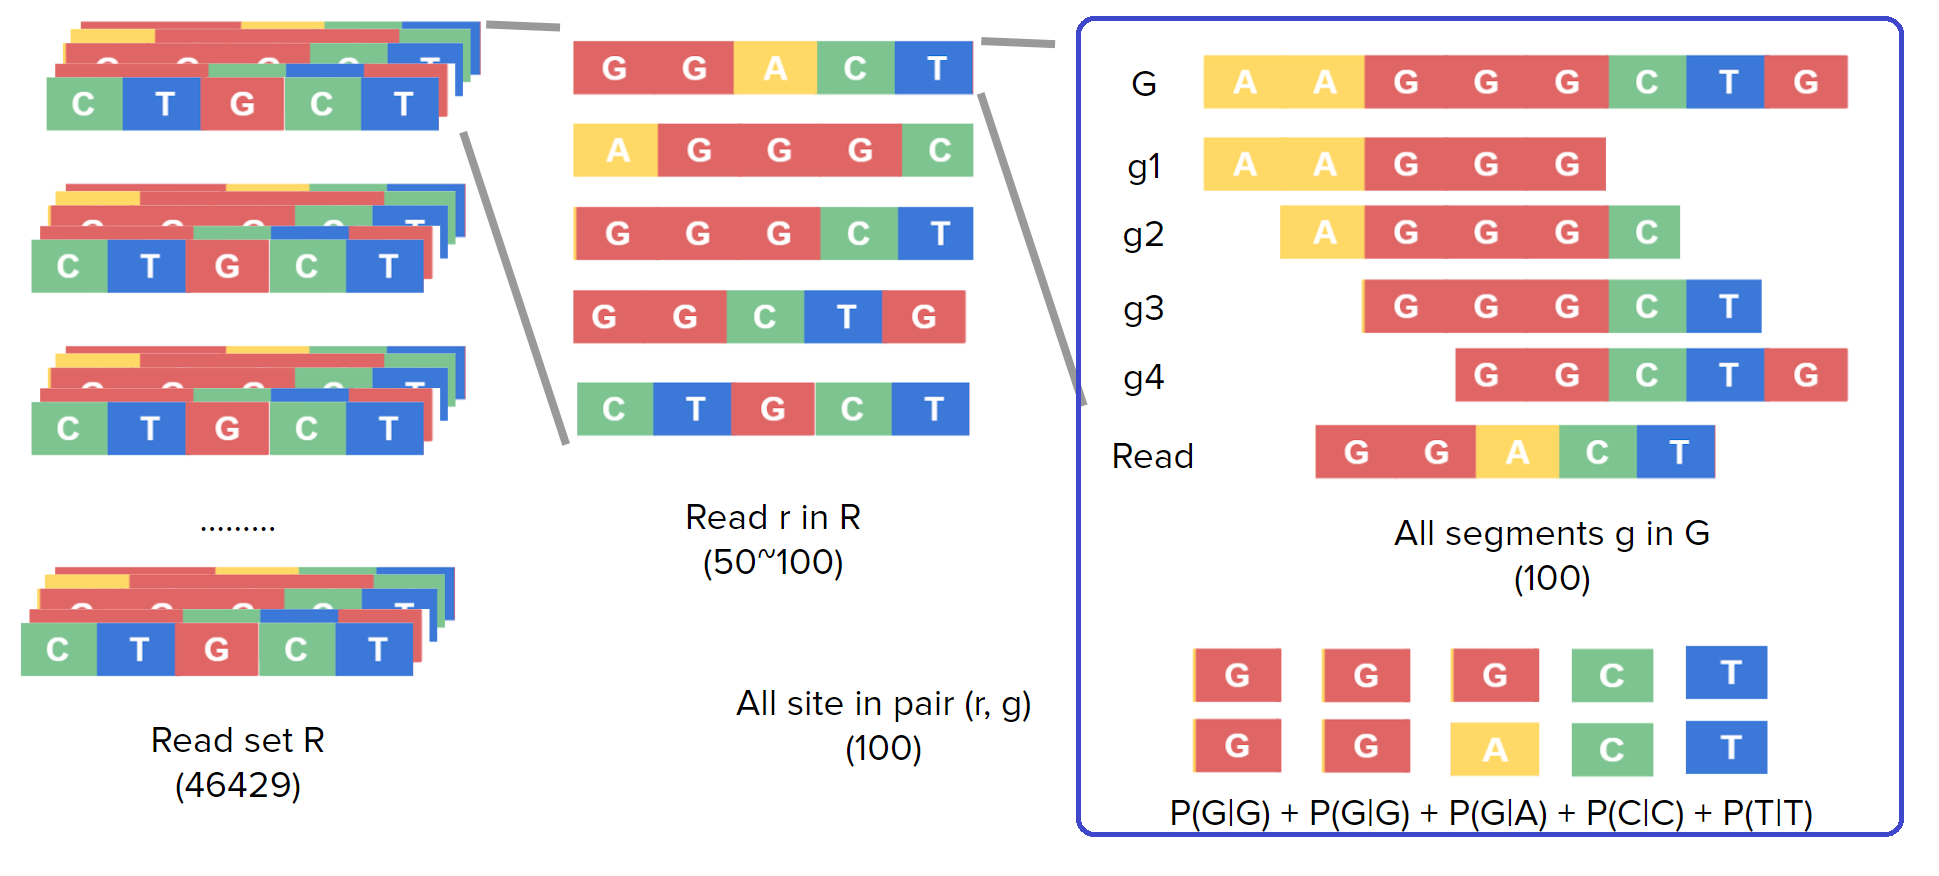 C T G C T
C T G C T
C T G C T
.........
C T G C T
Read set R
(46429)
G G A C T
A G G G C
G G G C T
G G C T G
C T G C T
Read r in R
(50~100)
All site in pair (r, g)
(100)
G A A G G G C T G
g1 A A G G G
g2 A G G G C
g3 G G G C T
g4 G G C T G
Read G G A C T
All segments g in G
(100)
G G G C T
G G A C T
P(G|G) + P(G|G) + P(G|A) + P(C|C) + P(T|T)